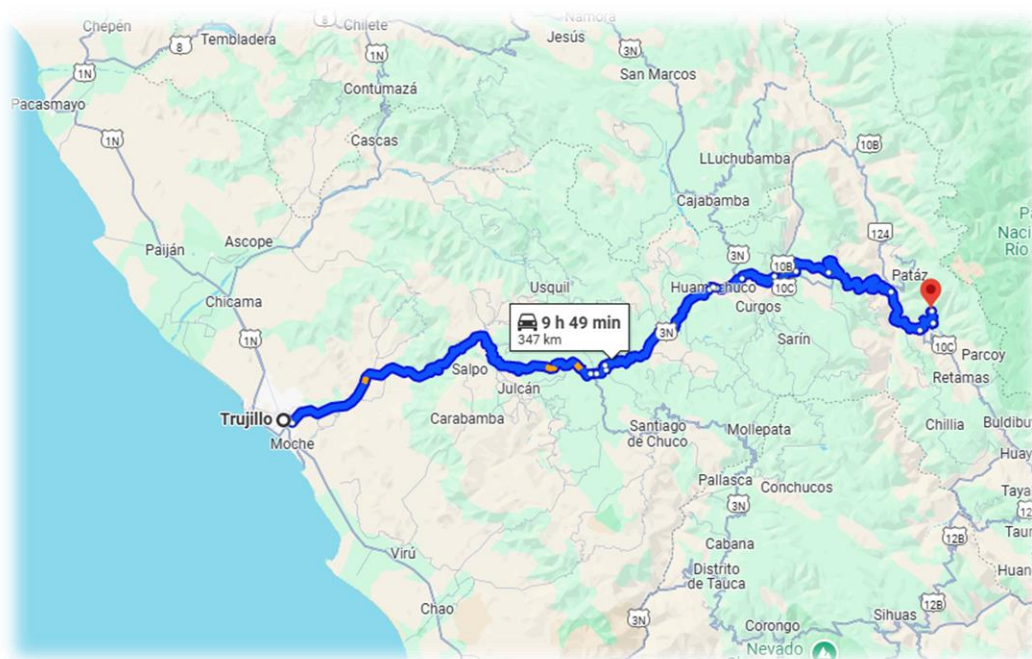 Chepén
8
Tembladera
Chilete
8
Namora
Jesús
3N
San Marcos
1N
1N
Contumazá
Pacasmayo
1N
Cascas
10B
LLuchubamba
Cajabamba
Paiján
Ascope
3N
124
Chicama
Usquil
10B
Patáz
Huamachuco
10C
Curgos
9 h 49 min
347 km
3N
Sarín
10C
Parcoy
Retamas
1N
Salpo
Julcán
Trujillo
Moche
Carabamba
Santiago
de Chuco
Mollepata
Chillia
Pallasca
Conchucos
3N
12B
Virú
Cabana
Distrito
de Tauca
Chao
3N
12B
Sihuas
Corongo
Nevado